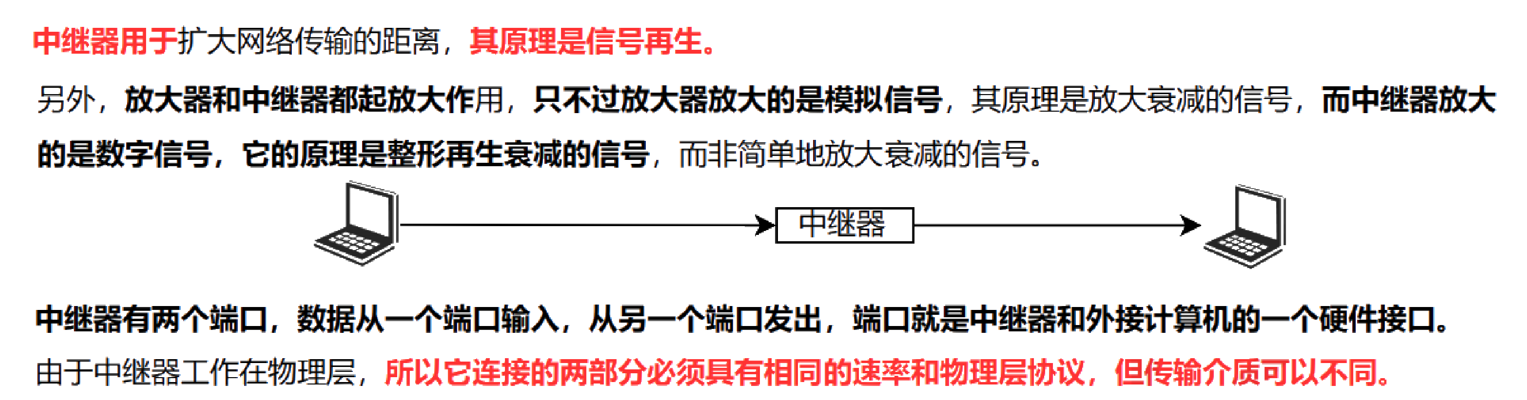 中继器用于扩大网络传输的距离，其原理是信号再生。
另外，放大器和中继器都起放大作用，只不过放大器放大的是模拟信号，其原理是放大衰减的信号，而中继器放大
的是数字信号，它的原理是整形再生衰减的信号，而非简单地放大衰减的信号。
中继器
中继器有两个端口，数据从一个端口输入，从另一个端口发出，端口就是中继器和外接计算机的一个硬件接口。
由于中继器工作在物理层，所以它连接的两部分必须具有相同的速率和物理层协议，但传输介质可以不同。